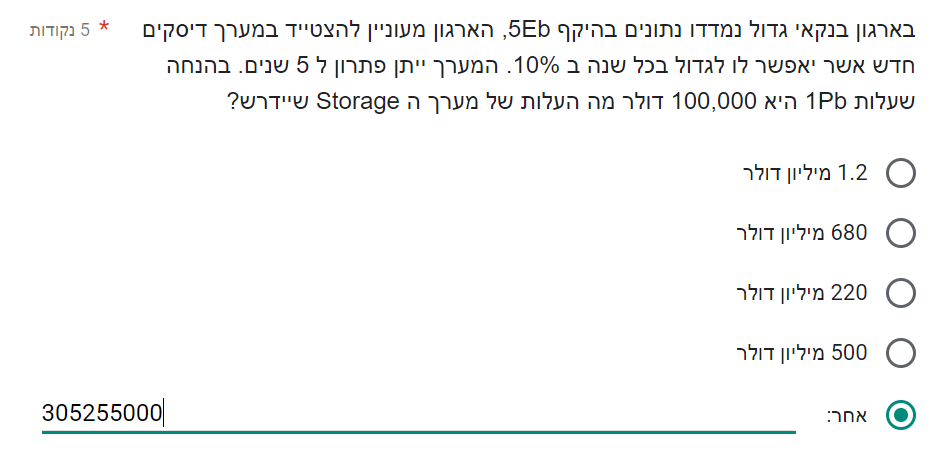 בארגון בנקאי גדול נמדדו נתונים בהיקף 5Eb, הארגון מעוניין להצטייד במערך דיסקים * 5 נקודות
חדש אשר יאפשר לו לגדול בכל שנה ב 10%. המערך ייתן פתרון ל 5 שנים. בהנחה
שעלות 1Pb היא 100,000 דולר מה העלות של מערך ה Storage שיידרש?
1.2 מיליון דולר
680 מיליון דולר
220 מיליון דולר
500 מיליון דולר
אחר: 305255000